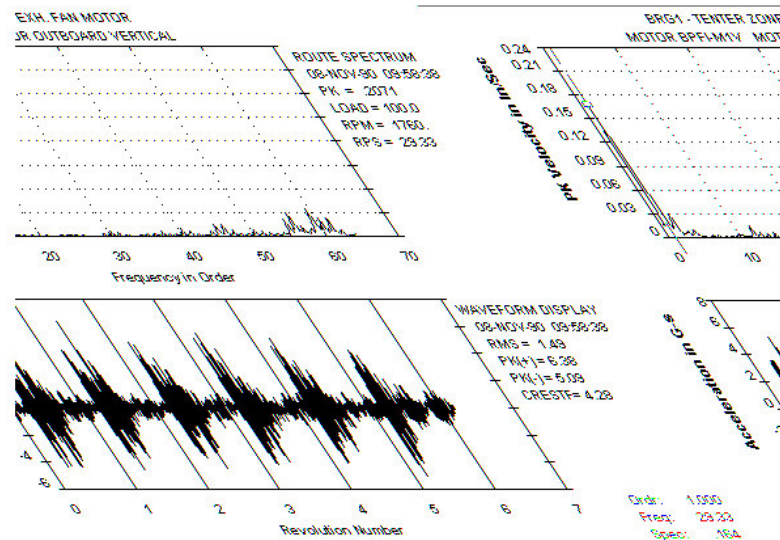 EXH. FAN MOTOR
OUTBOARD VERTICAL
ROUTE SPECTRUM
08-NOV-90 09:58:38
PK = .2071
LOAD = 100.0
RPM = 1760.
RPS = 29.33
20 30 40 50 60 70
Frequency in Order
BRG1 - TENTER ZONE
MOTOR BPFI-M1V
PK Velocity in In/Sec
0.24
0.21
0.18
0.15
0.12
0.09
0.06
0.03
0
0 10
WAVEFORM DISPLAY
08-NOV-90 09:58:38
RMS = 1.49
PK(+) = 6.38
PK(-) = 5.09
CRESTF= 4.28
-4
-6
0 1 2 3 4 5 6 7
Revolution Number
Acceleration in G-s
8
6
4
2
0
Ordr: 1.000
Freq: 29.33
Spec: .164